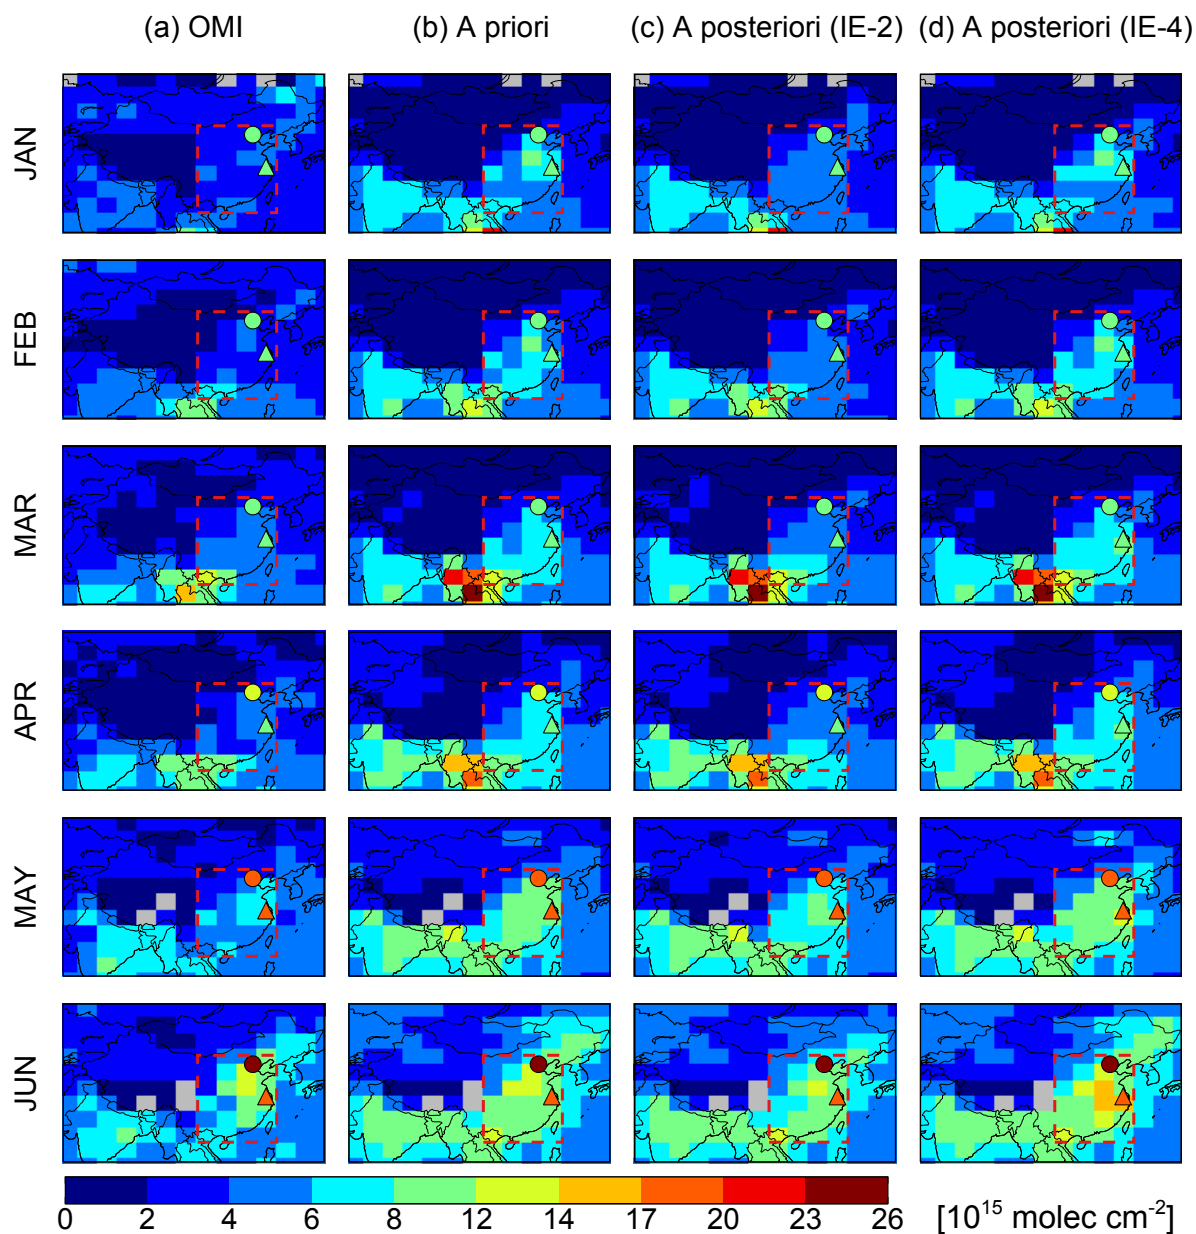 (a) OMI (b) A priori (c) A posteriori (IE-2) (d) A posteriori (IE-4)
JAN
FEB
MAR
APR
MAY
JUN
0 2 4 6 8 12 14 17 20 23 26 [10¹⁵ molec cm⁻²]